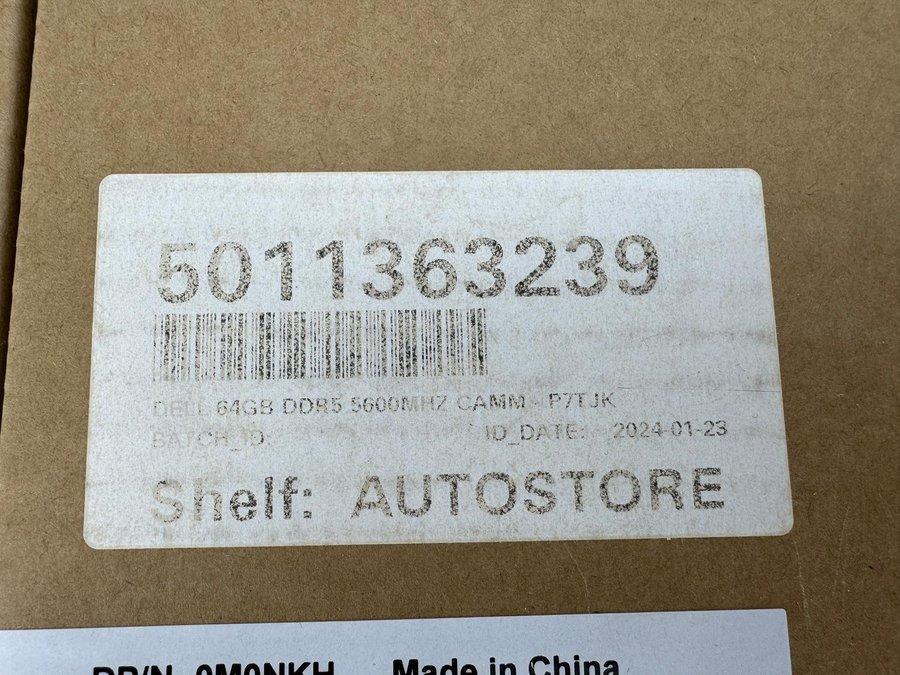 5011363239
DELL 64GB DDR5 5600MHZ CAMM - P7TJK
BATCH_ID: ID_DATE: 2024-01-23
Shelf: AUTOSTORE
DP/N 0M0NKH Made in China